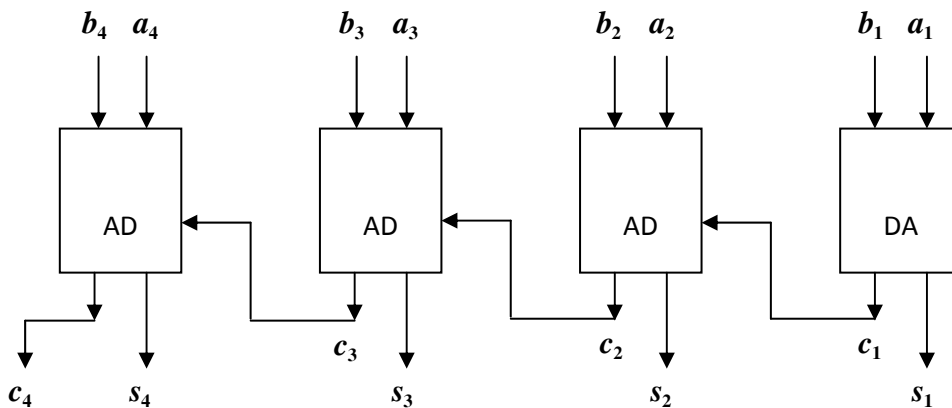 b₄ a₄ b₃ a₃ b₂ a₂ b₁ a₁
AD AD AD DA
c₃ c₂ c₁
c₄ s₄ s₃ s₂ s₁